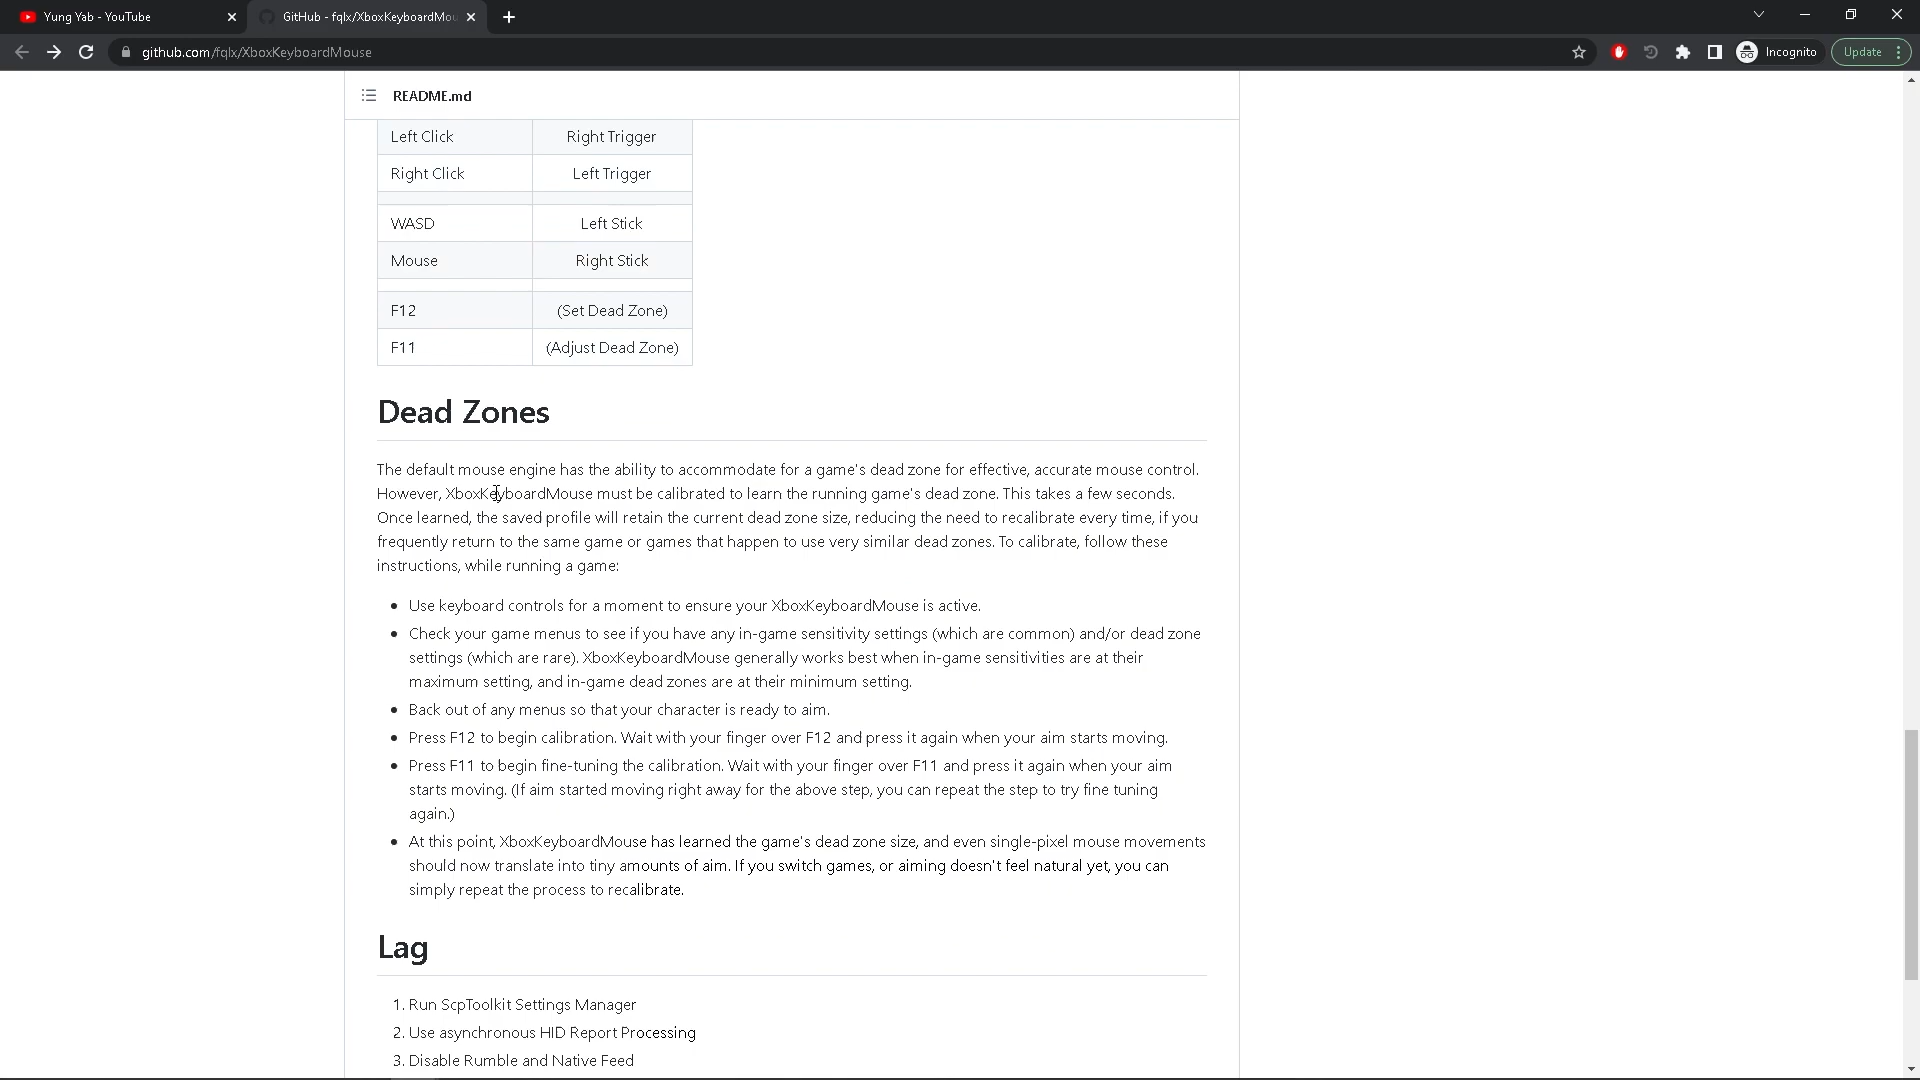 Yung Yab - YouTube
GitHub - fqlx/XboxKeyboardMou
github.com/fqlx/XboxKeyboardMouse
Incognito
Update
README.md
Left Click Right Trigger
Right Click Left Trigger
WASD Left Stick
Mouse Right Stick
F12 (Set Dead Zone)
F11 (Adjust Dead Zone)
Dead Zones
The default mouse engine has the ability to accommodate for a game's dead zone for effective, accurate mouse control.
However, XboxKeyboardMouse must be calibrated to learn the running game's dead zone. This takes a few seconds.
Once learned, the saved profile will retain the current dead zone size, reducing the need to recalibrate every time, if you
frequently return to the same game or games that happen to use very similar dead zones. To calibrate, follow these
instructions, while running a game:
• Use keyboard controls for a moment to ensure your XboxKeyboardMouse is active.
• Check your game menus to see if you have any in-game sensitivity settings (which are common) and/or dead zone
settings (which are rare). XboxKeyboardMouse generally works best when in-game sensitivities are at their
maximum setting, and in-game dead zones are at their minimum setting.
• Back out of any menus so that your character is ready to aim.
• Press F12 to begin calibration. Wait with your finger over F12 and press it again when your aim starts moving.
• Press F11 to begin fine-tuning the calibration. Wait with your finger over F11 and press it again when your aim
starts moving. (If aim started moving right away for the above step, you can repeat the step to try fine tuning
again.)
• At this point, XboxKeyboardMouse has learned the game's dead zone size, and even single-pixel mouse movements
should now translate into tiny amounts of aim. If you switch games, or aiming doesn't feel natural yet, you can
simply repeat the process to recalibrate.
Lag
1. Run ScpToolkit Settings Manager
2. Use asynchronous HID Report Processing
3. Disable Rumble and Native Feed